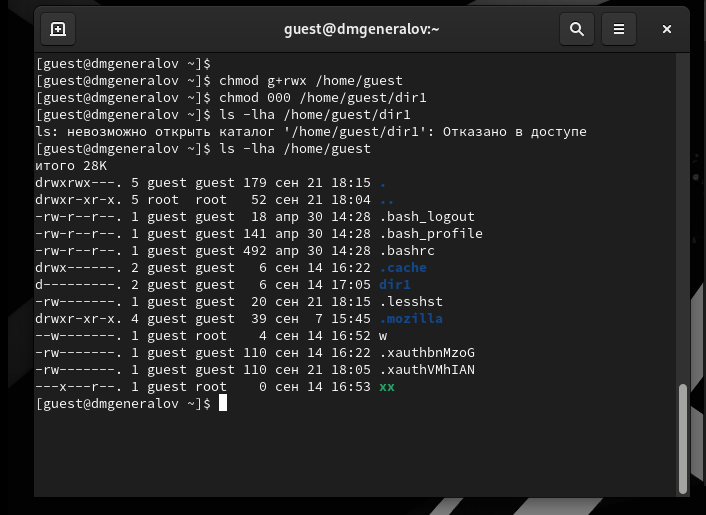 guest@dmgeneralov:~
[guest@dmgeneralov ~]$
[guest@dmgeneralov ~]$ chmod g+rwx /home/guest
[guest@dmgeneralov ~]$ chmod 000 /home/guest/dir1
[guest@dmgeneralov ~]$ ls -lha /home/guest/dir1
ls: невозможно открыть каталог '/home/guest/dir1': Отказано в доступе
[guest@dmgeneralov ~]$ ls -lha /home/guest
итого 28K
drwxrwx---. 5 guest guest 179 сен 21 18:15 .
drwxr-xr-x. 5 root  root   52 сен 21 18:04 ..
-rw-r--r--. 1 guest guest  18 апр 30 14:28 .bash_logout
-rw-r--r--. 1 guest guest 141 апр 30 14:28 .bash_profile
-rw-r--r--. 1 guest guest 492 апр 30 14:28 .bashrc
drwx------. 2 guest guest   6 сен 14 16:22 .cache
d---------. 2 guest guest   6 сен 14 17:05 dir1
-rw-------. 1 guest guest  20 сен 21 18:15 .lesshst
drwxr-xr-x. 4 guest guest  39 сен  7 15:45 .mozilla
--w-------. 1 guest root    4 сен 14 16:52 w
-rw-------. 1 guest guest 110 сен 14 16:22 .xauthbnMzoG
-rw-------. 1 guest guest 110 сен 21 18:05 .xauthVMhIAN
---x---r--. 1 guest root    0 сен 14 16:53 xx
[guest@dmgeneralov ~]$